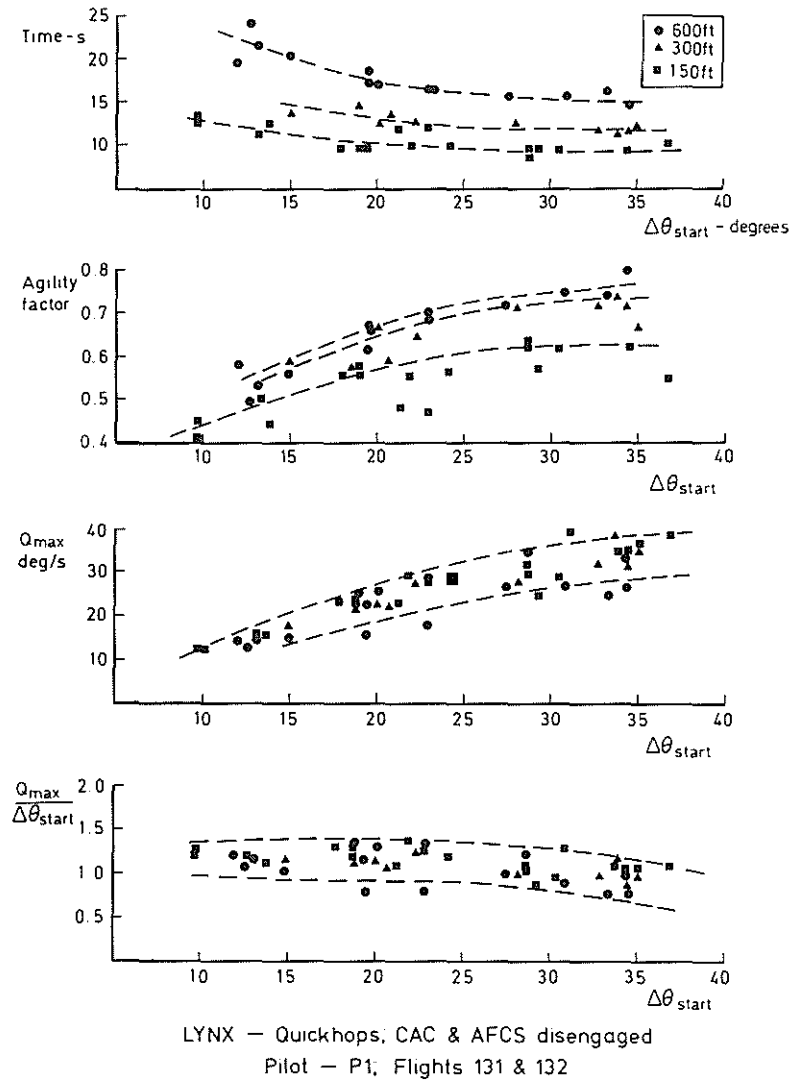 Time - s
25
20
15
10
600ft
300ft
150ft
10 15 20 25 30 35 40
Δθstart - degrees
Agility
factor
0.8
0.7
0.6
0.5
0.4
10 15 20 25 30 35 40
Δθstart
Qmax
deg/s
40
30
20
10
10 15 20 25 30 35 40
Δθstart
Qmax
Δθstart
2.0
1.5
1.0
0.5
10 15 20 25 30 35 40
Δθstart
LYNX — Quickhops; CAC & AFCS disengaged
Pilot — P1; Flights 131 & 132